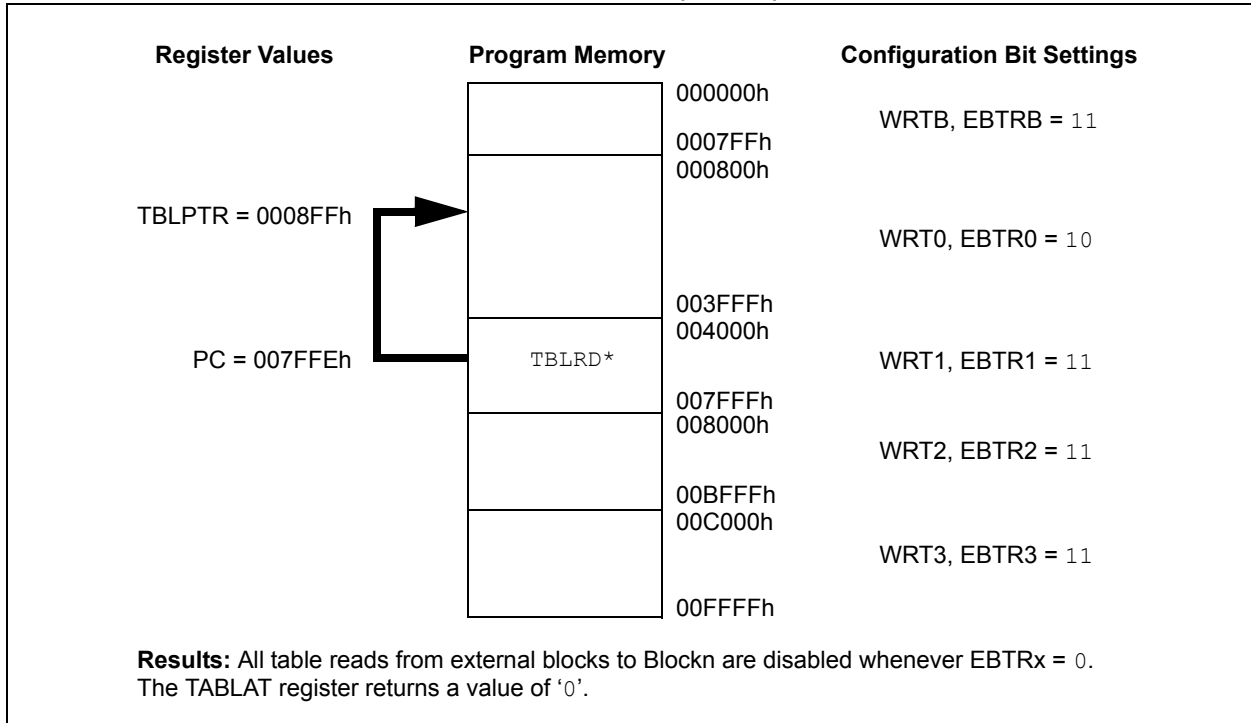 Register Values Program Memory Configuration Bit Settings
000000h
WRTB, EBTRB = 11
0007FFh
000800h
TBLPTR = 0008FFh
WRT0, EBTR0 = 10
003FFFh
004000h
PC = 007FFEh TBLRD* WRT1, EBTR1 = 11
007FFFh
008000h
WRT2, EBTR2 = 11
00BFFFh
00C000h
WRT3, EBTR3 = 11
00FFFFh
Results: All table reads from external blocks to Blockn are disabled whenever EBTRx = 0.
The TABLAT register returns a value of ‘0’.